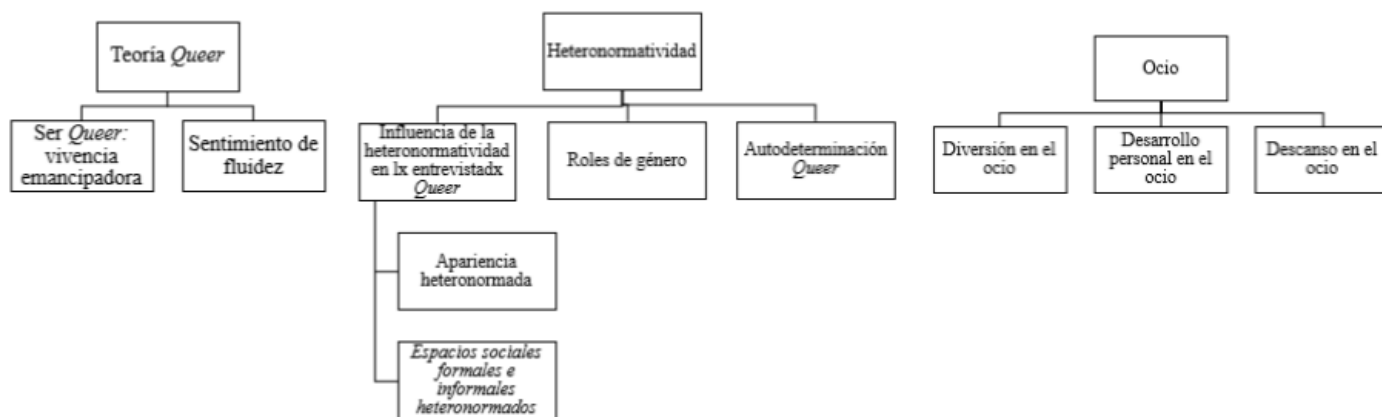 Teoría Queer
Ser Queer:
vivencia
emancipadora
Sentimiento de
fluidez
Heteronormatividad
Influencia de la
heteronormatividad
en lx entrevistadx
Queer
Roles de género
Autodeterminación
Queer
Apariencia
heteronormada
Espacios sociales
formales e
informales
heteronormados
Ocio
Diversión en el
ocio
Desarrollo
personal en el
ocio
Descanso en el
ocio